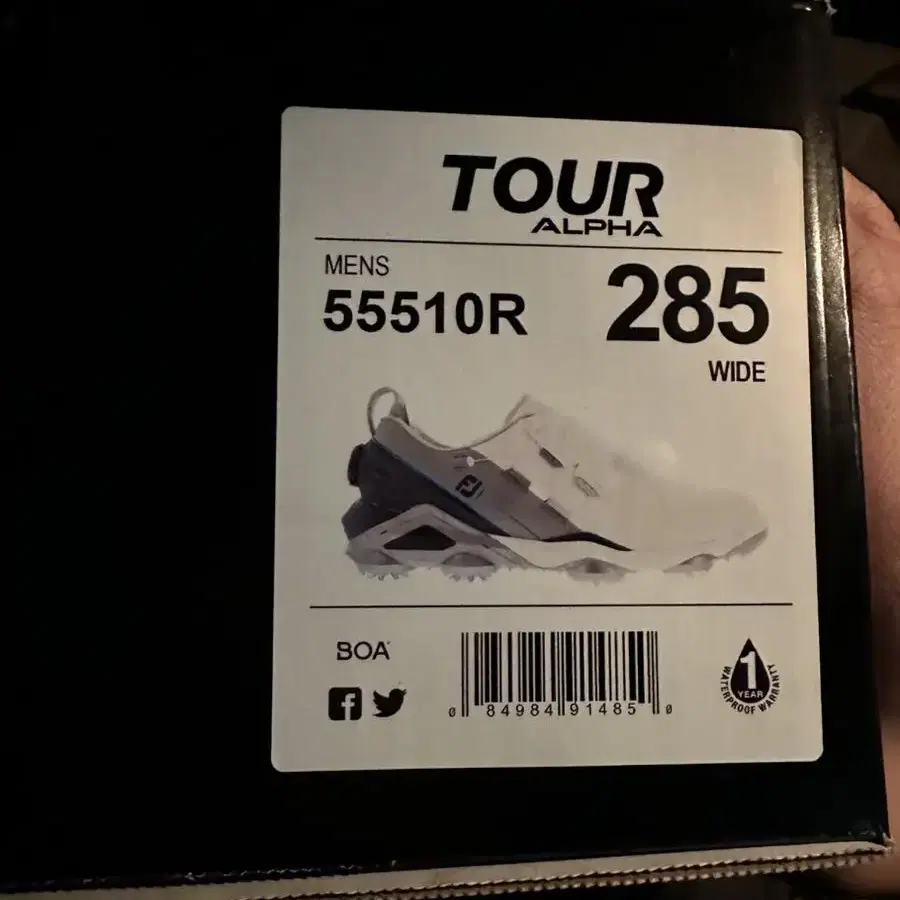 TOUR
ALPHA
MENS
55510R
285
WIDE
FJ
BOA
0 84984 91485 0
1
YEAR
WATERPROOF WARRANTY